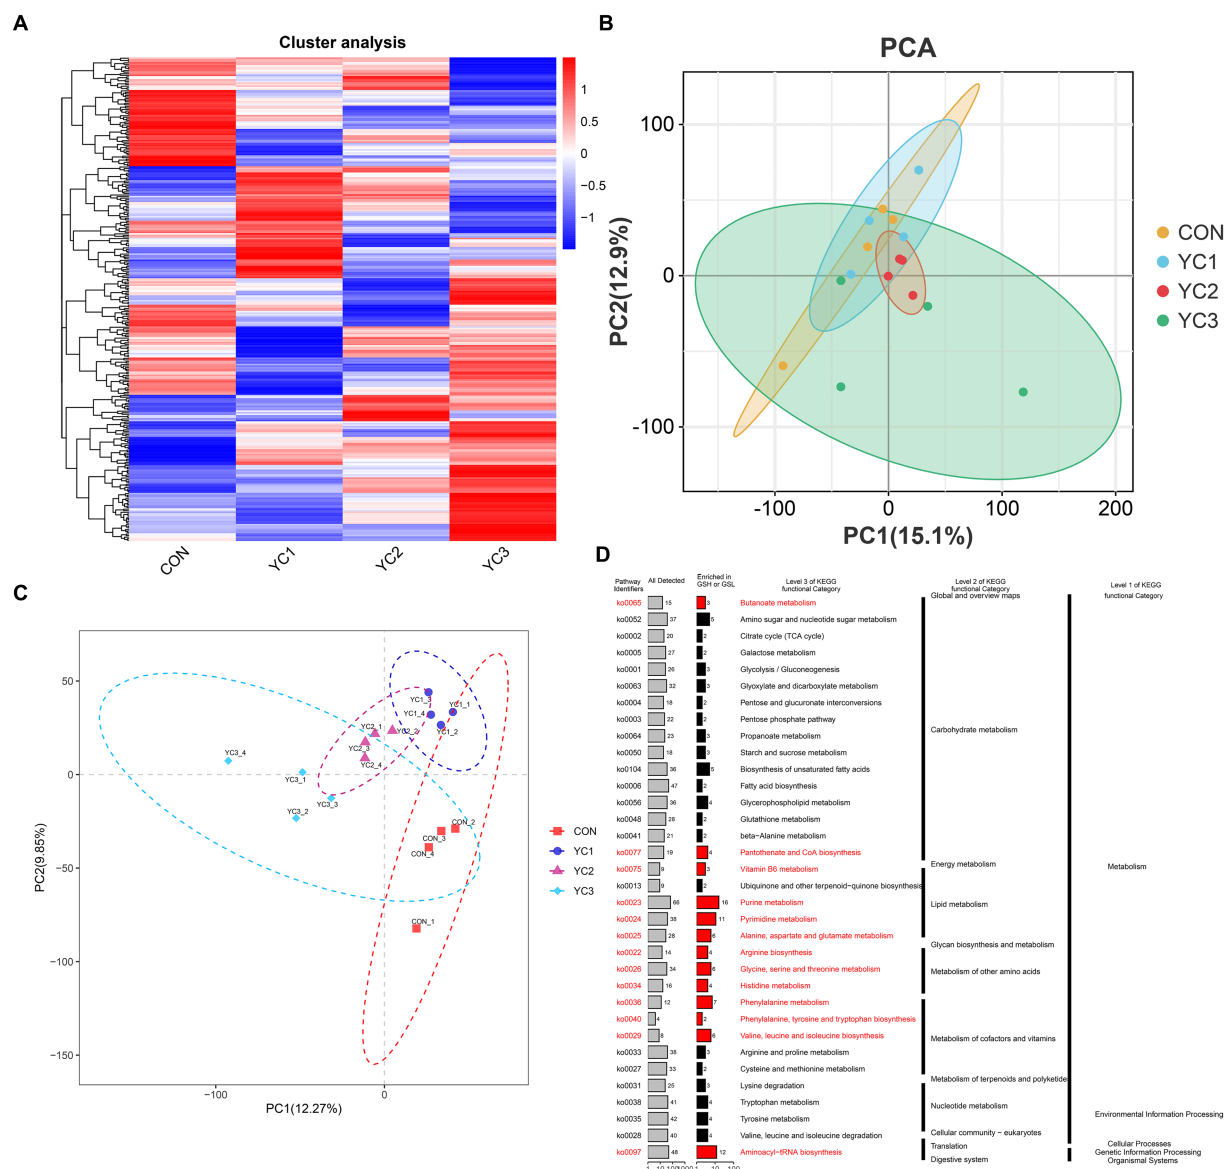 A
Cluster analysis
1
0.5
0
−0.5
−1
CON
YC1
YC2
YC3
B
PCA
PC2(12.9%)
100
0
-100
-100
0
100
200
PC1(15.1%)
CON
YC1
YC2
YC3
C
PC2(9.85%)
50
0
−50
−100
−150
−100
0
PC1(12.27%)
YC1_3
YC1_1
YC1_4
YC1_2
YC2_1
YC2_2
YC2_3
YC2_4
YC3_4
YC3_1
YC3_3
YC3_2
CON_2
CON_3
CON_4
CON_1
CON
YC1
YC2
YC3
D
Pathway Identifiers
All Detected
Enriched in GSH or GSL
Level 3 of KEGG functional Category
Level 2 of KEGG functional Category
Level 1 of KEGG functional Category
ko0065 15 3 Butanoate metabolism
ko0052 37 5 Amino sugar and nucleotide sugar metabolism
ko0002 20 2 Citrate cycle (TCA cycle)
ko0005 27 2 Galactose metabolism
ko0001 26 3 Glycolysis / Gluconeogenesis
ko0063 32 3 Glyoxylate and dicarboxylate metabolism
ko0004 18 2 Pentose and glucuronate interconversions
ko0003 22 2 Pentose phosphate pathway
ko0064 23 3 Propanoate metabolism
ko0050 18 3 Starch and sucrose metabolism
ko0104 36 5 Biosynthesis of unsaturated fatty acids
ko0006 47 2 Fatty acid biosynthesis
ko0056 36 4 Glycerophospholipid metabolism
ko0048 28 2 Glutathione metabolism
ko0041 21 2 beta−Alanine metabolism
ko0077 19 4 Pantothenate and CoA biosynthesis
ko0075 9 3 Vitamin B6 metabolism
ko0013 9 2 Ubiquinone and other terpenoid−quinone biosynthesis
ko0023 66 16 Purine metabolism
ko0024 38 11 Pyrimidine metabolism
ko0025 28 6 Alanine, aspartate and glutamate metabolism
ko0022 14 4 Arginine biosynthesis
ko0026 34 6 Glycine, serine and threonine metabolism
ko0034 16 4 Histidine metabolism
ko0036 12 7 Phenylalanine metabolism
ko0040 4 2 Phenylalanine, tyrosine and tryptophan biosynthesis
ko0029 8 6 Valine, leucine and isoleucine biosynthesis
ko0033 38 3 Arginine and proline metabolism
ko0027 33 2 Cysteine and methionine metabolism
ko0031 25 3 Lysine degradation
ko0038 41 4 Tryptophan metabolism
ko0035 42 4 Tyrosine metabolism
ko0028 40 4 Valine, leucine and isoleucine degradation
ko0097 48 12 Aminoacyl−tRNA biosynthesis
1 10 100 1000
1 10 100
Global and overview maps
Carbohydrate metabolism
Energy metabolism
Lipid metabolism
Glycan biosynthesis and metabolism
Metabolism of other amino acids
Metabolism of cofactors and vitamins
Metabolism of terpenoids and polyketides
Nucleotide metabolism
Cellular community − eukaryotes
Translation
Digestive system
Metabolism
Environmental Information Processing
Cellular Processes
Genetic Information Processing
Organismal Systems